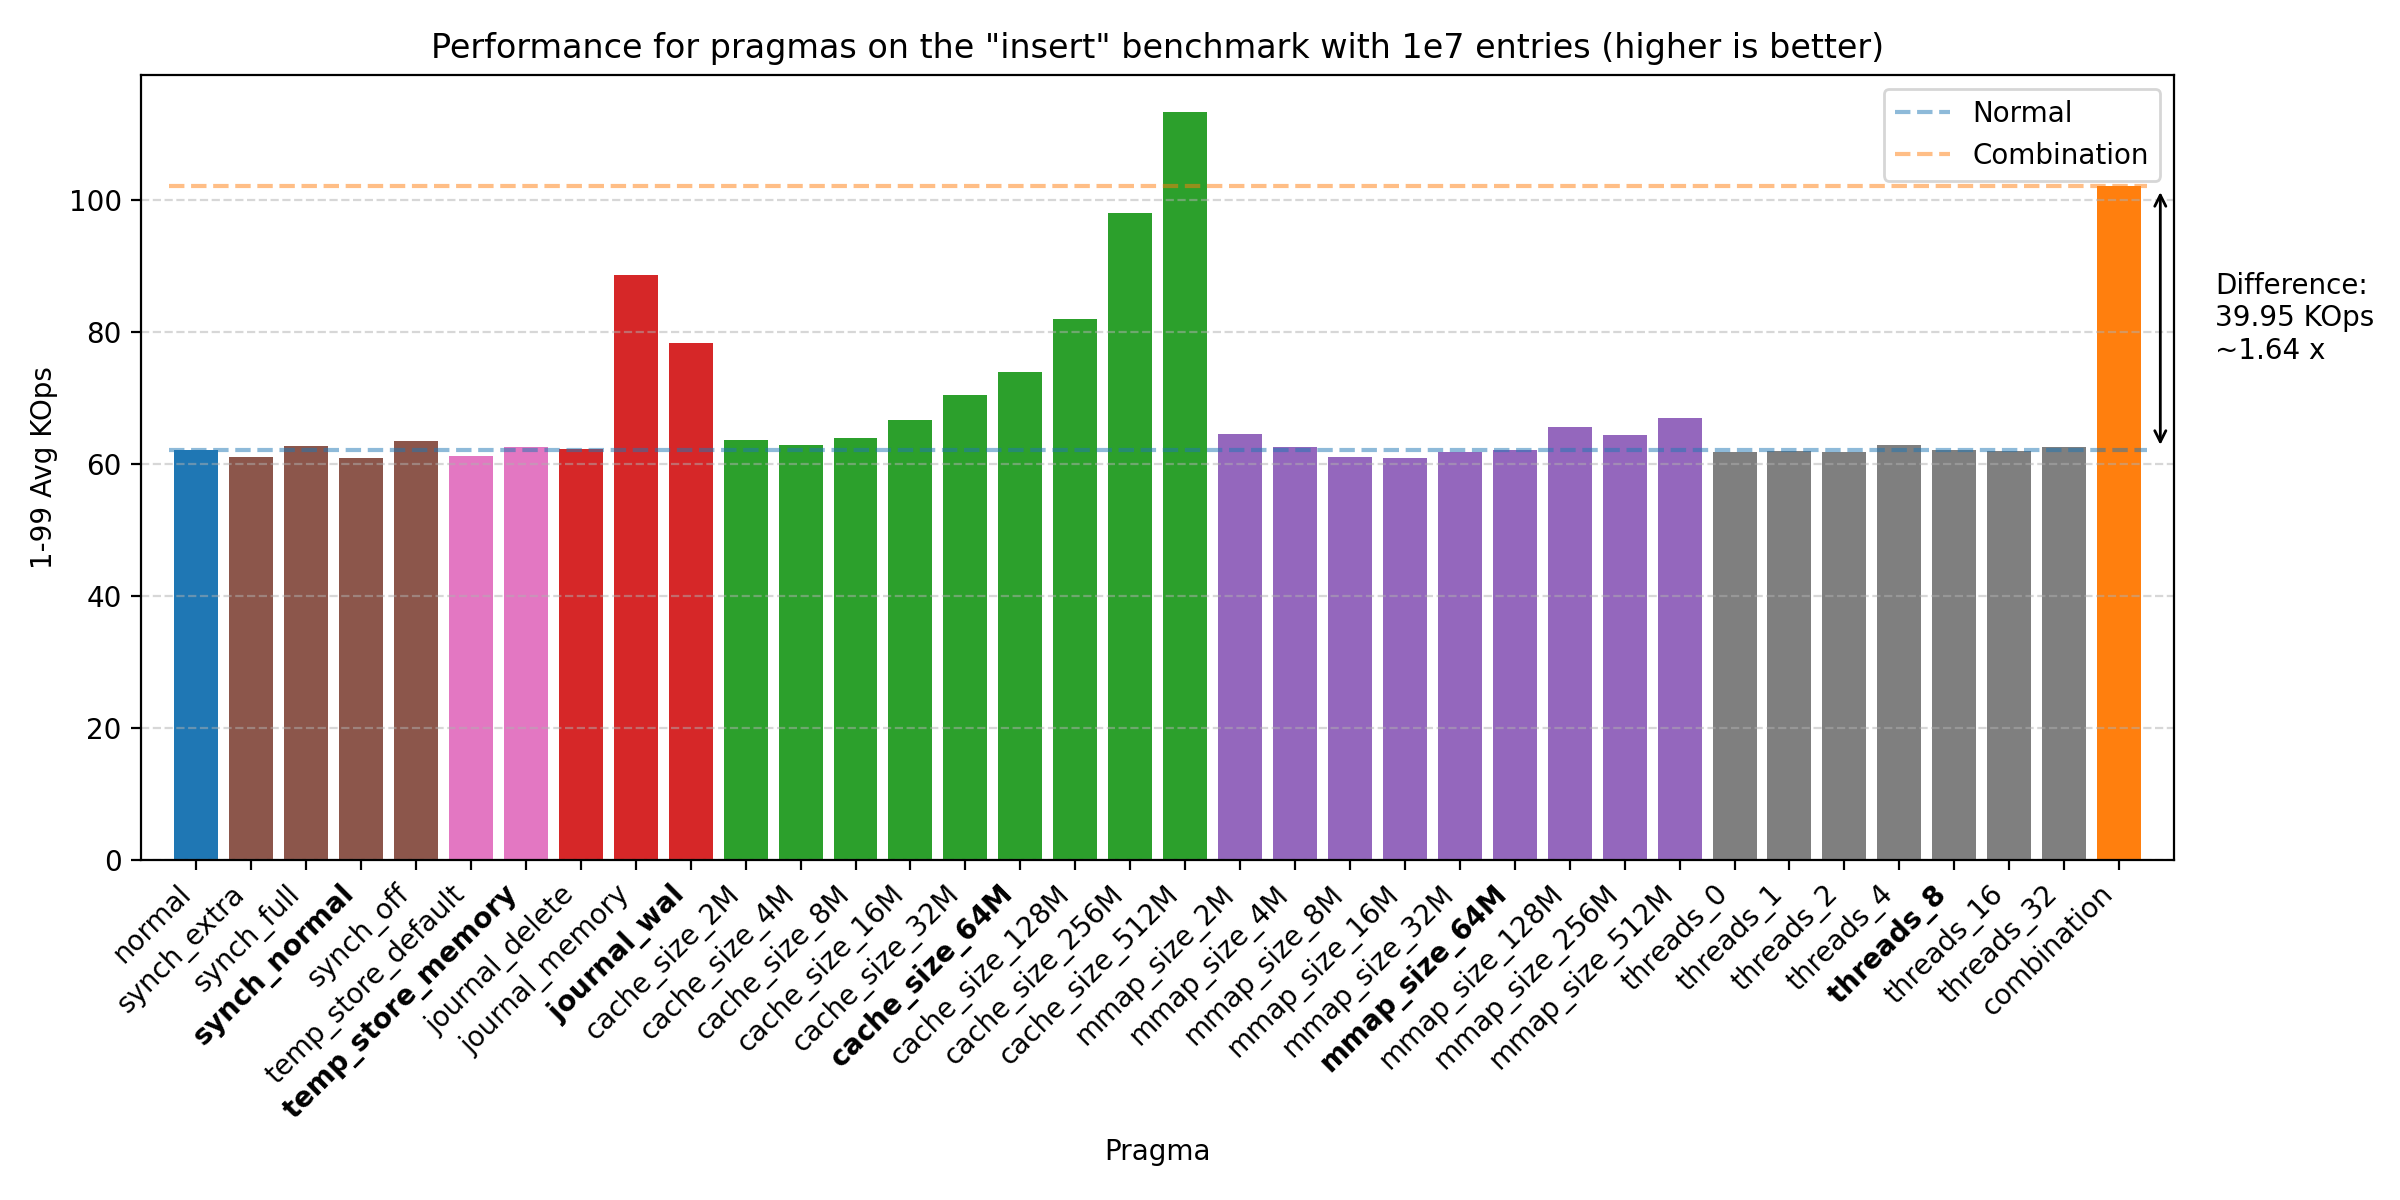 Performance for pragmas on the "insert" benchmark with 1e7 entries (higher is better)
Normal
Combination
1-99 Avg KOps
100
80
60
40
20
0
Difference:
39.95 KOps
~1.64 x
normal
synch_extra
synch_full
synch_normal
synch_off
temp_store_default
temp_store_memory
journal_delete
journal_memory
journal_wal
cache_size_2M
cache_size_4M
cache_size_8M
cache_size_16M
cache_size_32M
cache_size_64M
cache_size_128M
cache_size_256M
cache_size_512M
mmap_size_2M
mmap_size_4M
mmap_size_8M
mmap_size_16M
mmap_size_32M
mmap_size_64M
mmap_size_128M
mmap_size_256M
mmap_size_512M
threads_0
threads_1
threads_2
threads_4
threads_8
threads_16
threads_32
combination
Pragma